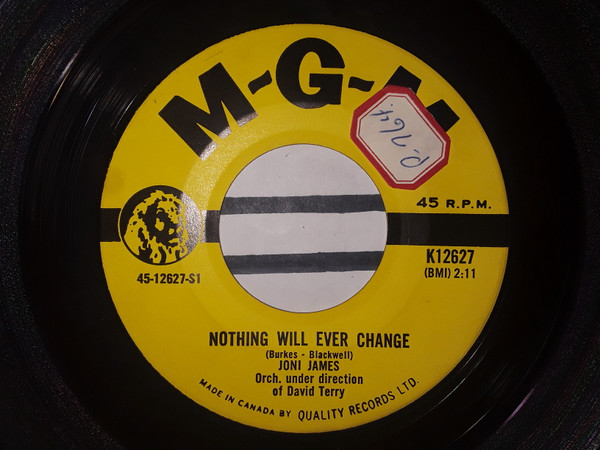 M-G-M
P-764
45 R.P.M.
45-12627-S1
K12627
(BMI) 2:11
NOTHING WILL EVER CHANGE
(Burkes - Blackwell)
JONI JAMES
Orch. under direction
of David Terry
MADE IN CANADA BY QUALITY RECORDS LTD.